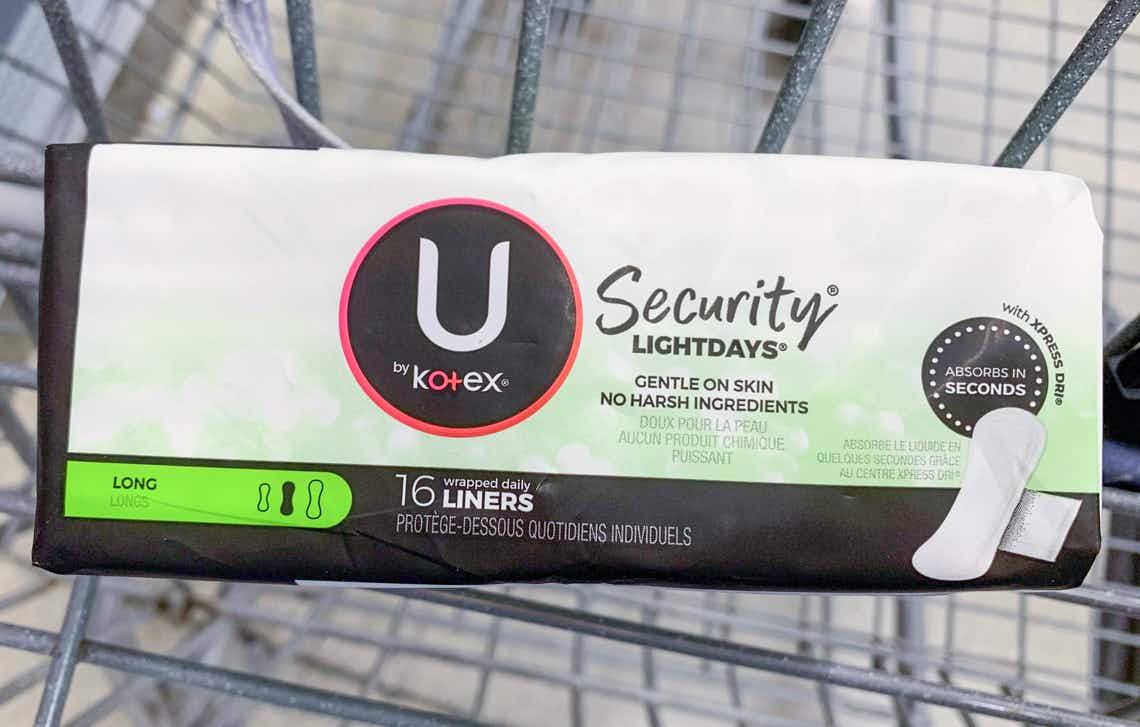 U
by Kotex®
Security®
LIGHTDAYS®
GENTLE ON SKIN
NO HARSH INGREDIENTS
DOUX POUR LA PEAU
AUCUN PRODUIT CHIMIQUE
PUISSANT
with XPRESS DRI®
ABSORBS IN
SECONDS
ABSORBE LE LIQUIDE EN
QUELQUES SECONDES GRÂCE
AU CENTRE XPRESS DRI®
LONG
LONGS
16 wrapped daily
LINERS
PROTÈGE-DESSOUS QUOTIDIENS INDIVIDUELS